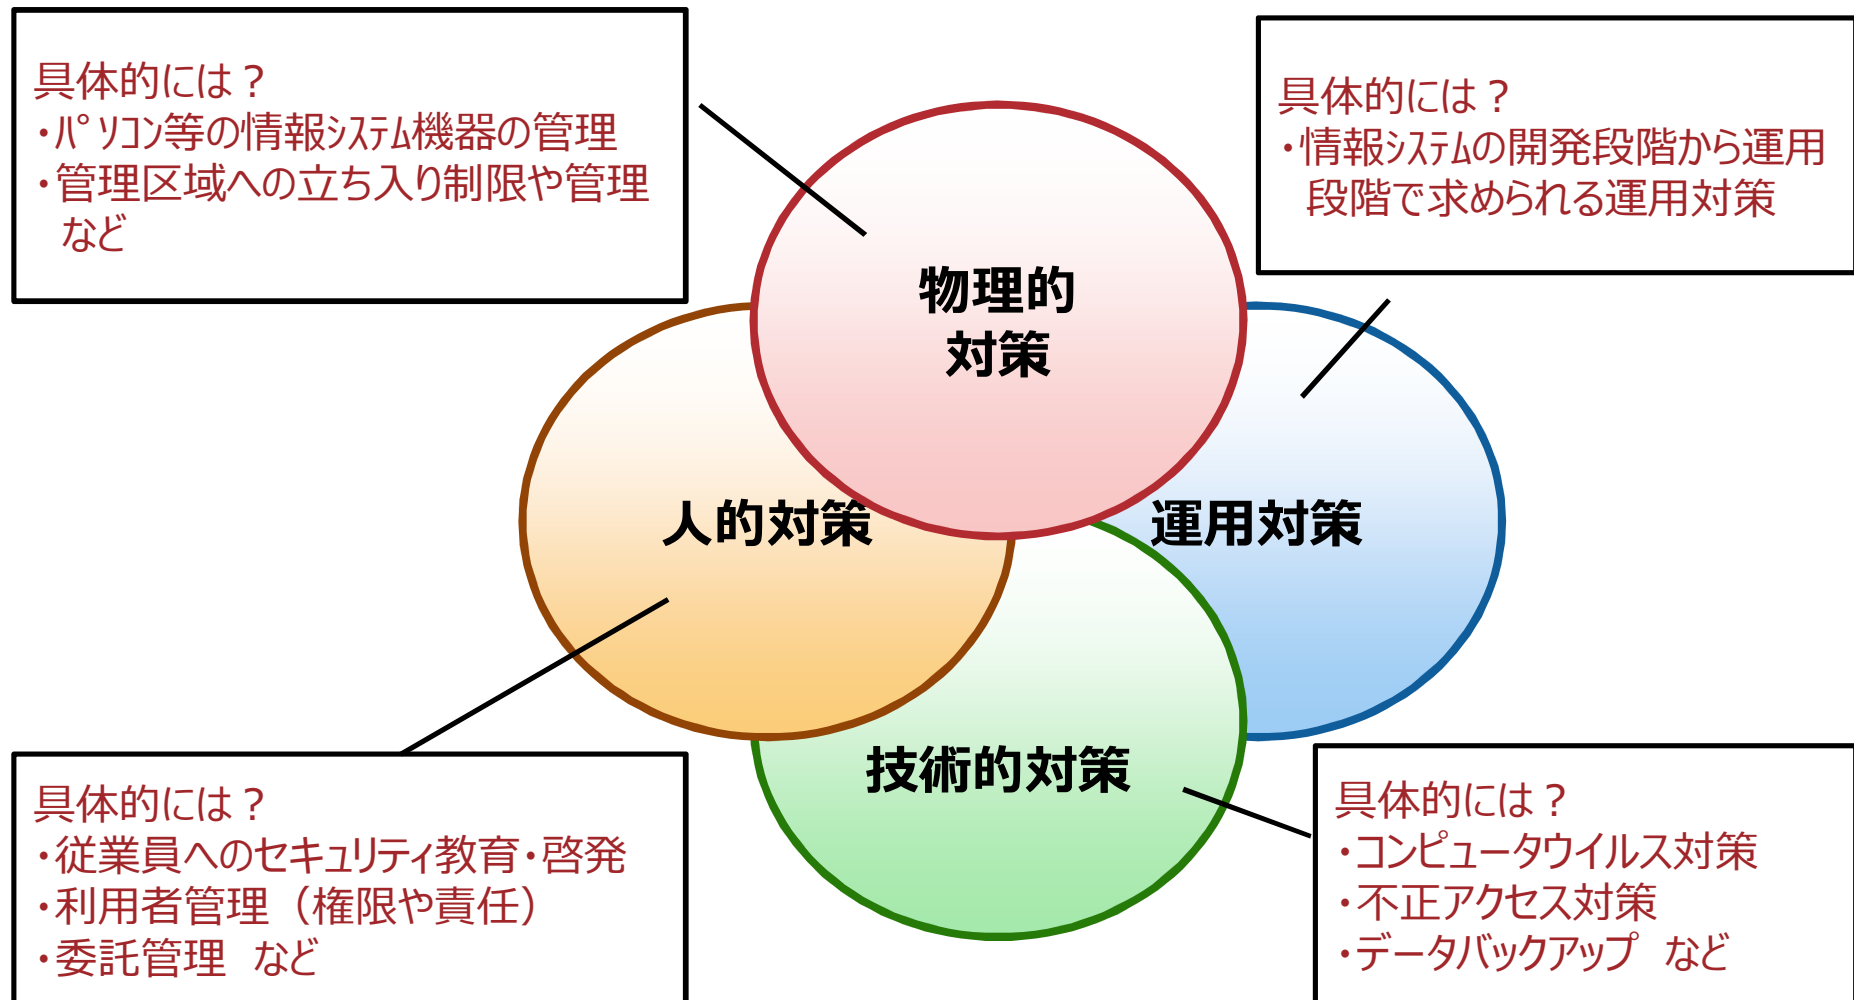 具体的には？
・パソコン等の情報システム機器の管理
・管理区域への立ち入り制限や管理
など
具体的には？
・情報システムの開発段階から運用
段階で求められる運用対策
物理的
対策
人的対策
運用対策
技術的対策
具体的には？
・従業員へのセキュリティ教育・啓発
・利用者管理（権限や責任）
・委託管理　など
具体的には？
・コンピュータウイルス対策
・不正アクセス対策
・データバックアップ　など